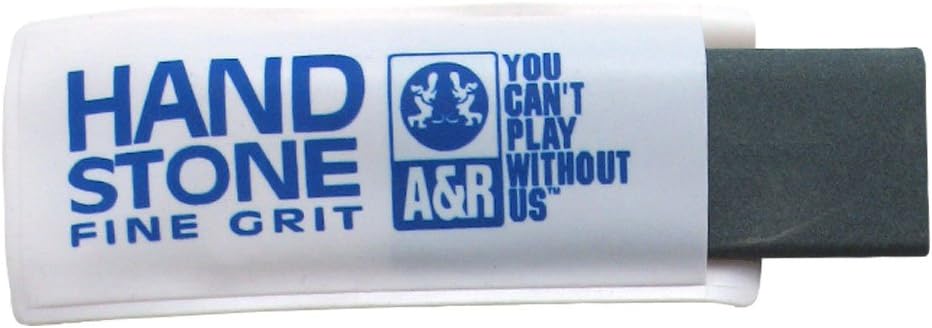 HAND
STONE
FINE GRIT
A&R
YOU
CAN'T
PLAY
WITHOUT
US™